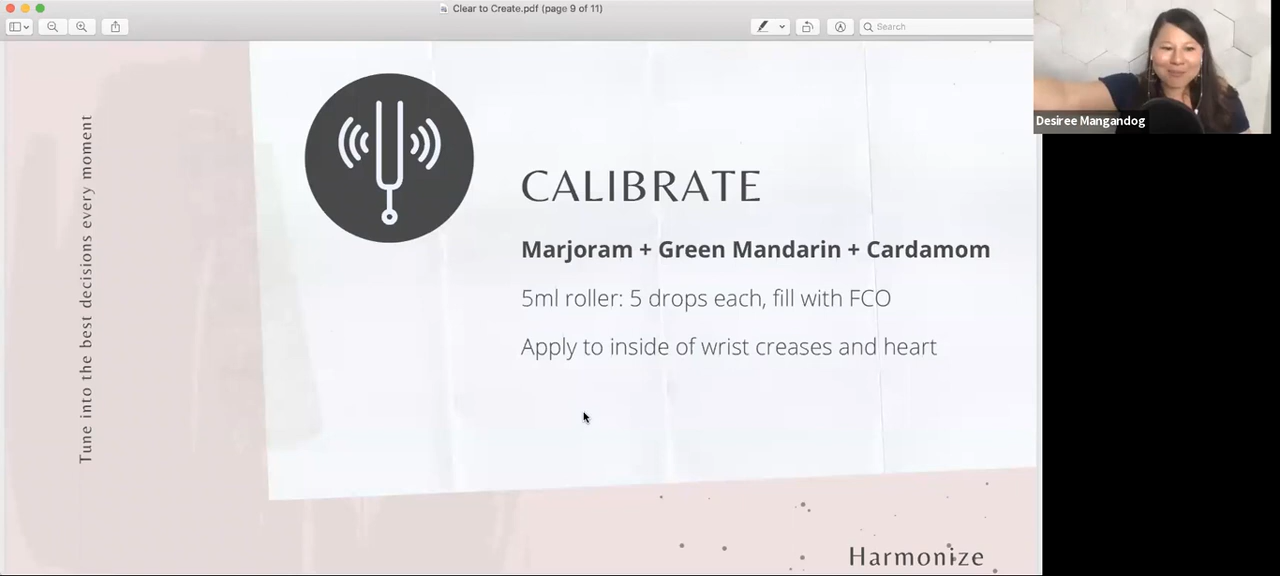 Clear to Create.pdf (page 9 of 11)
Search
Desiree Mangandog
Tune into the best decisions every moment
CALIBRATE
Marjoram + Green Mandarin + Cardamom
5ml roller: 5 drops each, fill with FCO
Apply to inside of wrist creases and heart
Harmonize